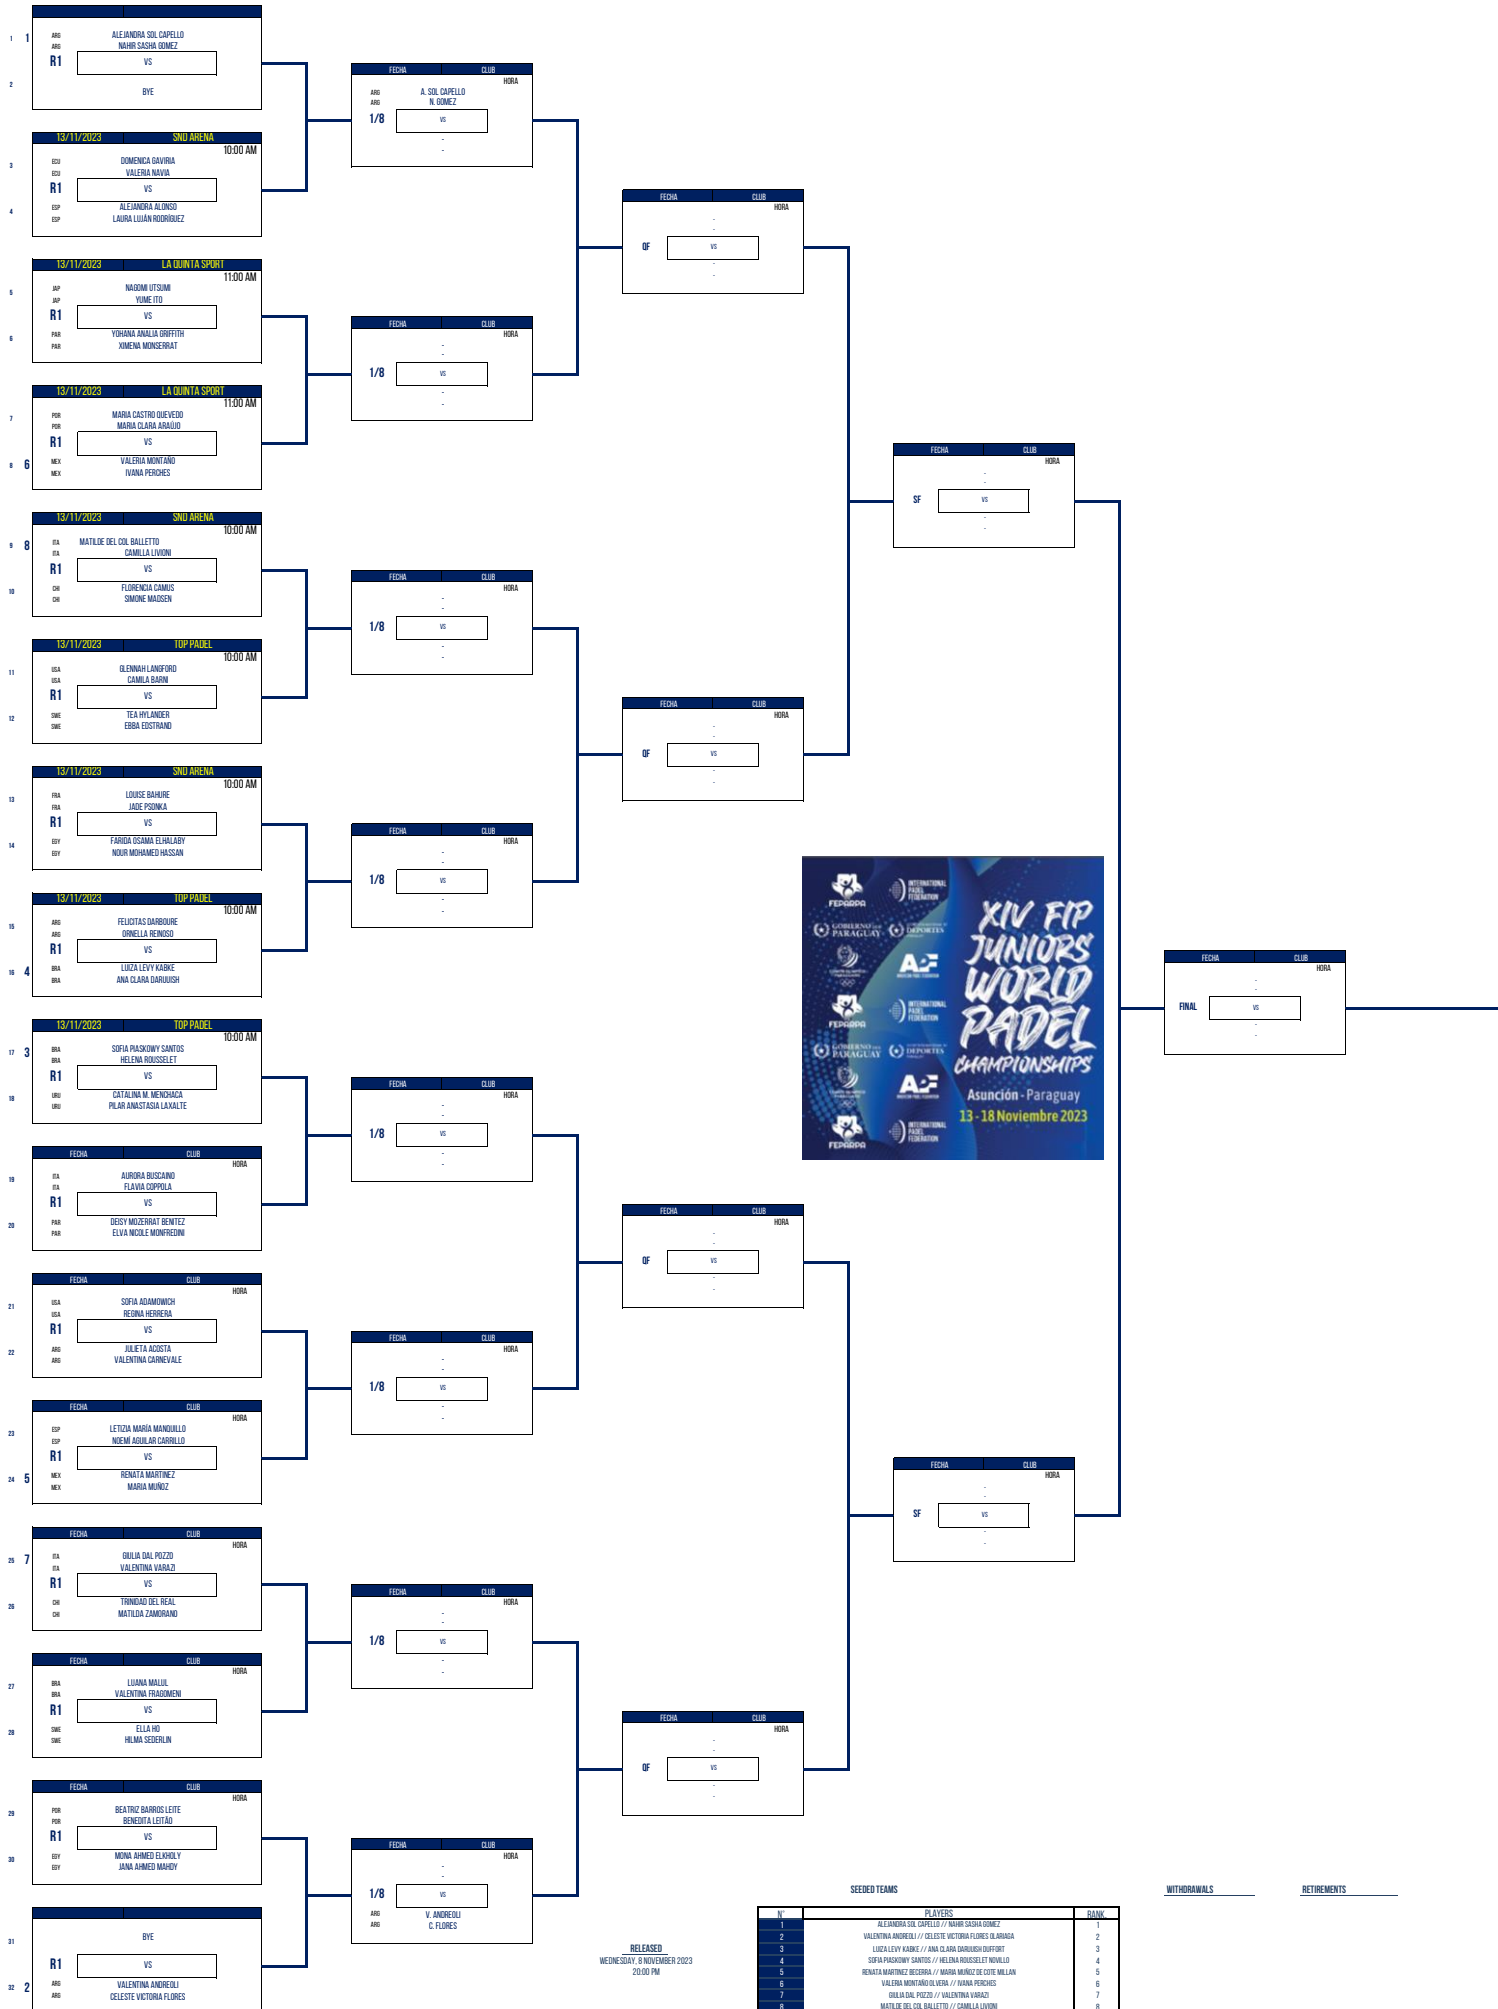 1 1 ARG ALEJANDRA SOL CAPELLO
ARG NAHIR SASHA GOMEZ
R1 VS
2 BYE
13/11/2023 SND ARENA
10:00 AM
3 ECU DOMENICA GAVIRIA
ECU VALERIA NAVIA
R1 VS
4 ESP ALEJANDRA ALONSO
ESP LAURA LUJÁN RODRÍGUEZ
13/11/2023 LA QUINTA SPORT
11:00 AM
5 JAP NAGOMI UTSUMI
JAP YUME ITO
R1 VS
6 PAR YOHANA ANALIA GRIFFITH
PAR XIMENA MONSERRAT
13/11/2023 LA QUINTA SPORT
11:00 AM
7 POR MARIA CASTRO QUEVEDO
POR MARIA CLARA ARAÚJO
R1 VS
8 6 MEX VALERIA MONTAÑO
MEX IVANA PERCHES
13/11/2023 SND ARENA
10:00 AM
9 8 ITA MATILDE DEL COL BALLETTO
ITA CAMILLA LIVIONI
R1 VS
10 CHI FLORENCIA CAMUS
CHI SIMONE MADSEN
13/11/2023 TOP PADEL
10:00 AM
11 USA GLENNAH LANGFORD
USA CAMILA BARNI
R1 VS
12 SWE TEA HYLANDER
SWE EBBA EDSTRAND
13/11/2023 SND ARENA
10:00 AM
13 FRA LOUISE BAHURE
FRA JADE PSONKA
R1 VS
14 EGY FARIDA OSAMA ELHALABY
EGY NOUR MOHAMED HASSAN
13/11/2023 TOP PADEL
10:00 AM
15 ARG FELICITAS DARBOURE
ARG ORNELLA REINOSO
R1 VS
16 4 BRA LUIZA LEVY KABKE
BRA ANA CLARA DARUUISH
13/11/2023 TOP PADEL
10:00 AM
17 3 BRA SOFIA PIASKOWY SANTOS
BRA HELENA ROUSSELET
R1 VS
18 URU CATALINA M. MENCHACA
URU PILAR ANASTASIA LAXALTE
FECHA CLUB
HORA
19 ITA AURORA BUSCAINO
ITA FLAVIA COPPOLA
R1 VS
20 PAR DEISY MOZERRAT BENITEZ
PAR ELVA NICOLE MONFREDINI
FECHA CLUB
HORA
21 USA SOFIA ADAMOWICH
USA REGINA HERRERA
R1 VS
22 ARG JULIETA ACOSTA
ARG VALENTINA CARNEVALE
FECHA CLUB
HORA
23 ESP LETIZIA MARÍA MANQUILLO
ESP NOEMÍ AGUILAR CARRILLO
R1 VS
24 5 MEX RENATA MARTINEZ
MEX MARIA MUÑOZ
FECHA CLUB
HORA
25 7 ITA GIULIA DAL POZZO
ITA VALENTINA VARAZI
R1 VS
26 CHI TRINIDAD DEL REAL
CHI MATILDA ZAMORANO
FECHA CLUB
HORA
27 BRA LUANA MALUL
BRA VALENTINA FRAGOMENI
R1 VS
28 SWE ELLA HO
SWE HILMA SEDERLIN
FECHA CLUB
HORA
29 POR BEATRIZ BARROS LEITE
POR BENEDITA LEITÃO
R1 VS
30 EGY MONA AHMED ELKHOLY
EGY JANA AHMED MAHDY
31 BYE
R1 VS
32 2 ARG VALENTINA ANDREOLI
ARG CELESTE VICTORIA FLORES
FECHA CLUB
HORA
ARG A. SOL CAPELLO
ARG N. GOMEZ
1/8 VS
-
-
FECHA CLUB
HORA
-
-
1/8 VS
-
-
FECHA CLUB
HORA
-
-
1/8 VS
-
-
FECHA CLUB
HORA
-
-
1/8 VS
-
-
FECHA CLUB
HORA
-
-
1/8 VS
-
-
FECHA CLUB
HORA
-
-
1/8 VS
-
-
FECHA CLUB
HORA
-
-
1/8 VS
-
-
FECHA CLUB
HORA
-
-
1/8 VS
ARG V. ANDREOLI
ARG C. FLORES
FECHA CLUB
HORA
-
-
QF VS
-
-
FECHA CLUB
HORA
-
-
QF VS
-
-
FECHA CLUB
HORA
-
-
QF VS
-
-
FECHA CLUB
HORA
-
-
QF VS
-
-
FECHA CLUB
HORA
-
-
SF VS
-
-
FECHA CLUB
HORA
-
-
SF VS
-
-
FECHA CLUB
HORA
-
-
FINAL VS
-
-
FEPARPA INTERNATIONAL PADEL FEDERATION
GOBIERNO DEL PARAGUAY DEPORTES
APF
FEPARPA INTERNATIONAL PADEL FEDERATION
GOBIERNO DEL PARAGUAY DEPORTES
APF
FEPARPA INTERNATIONAL PADEL FEDERATION
XIV FIP
JUNIORS
WORLD
PADEL
CHAMPIONSHIPS
Asunción - Paraguay
13 - 18 Noviembre 2023
RELEASED
WEDNESDAY, 8 NOVEMBER 2023
20:00 PM
SEEDED TEAMS
N° PLAYERS RANK.
1 ALEJANDRA SOL CAPELLO // NAHIR SASHA GOMEZ 1
2 VALENTINA ANDREOLI // CELESTE VICTORIA FLORES OLARIAGA 2
3 LUIZA LEVY KABKE // ANA CLARA DARUUISH DUFFORT 3
4 SOFIA PIASKOWY SANTOS // HELENA ROUSSELET NOVILLO 4
5 RENATA MARTINEZ BECERRA // MARIA MUÑOZ DE COTE MILLAN 5
6 VALERIA MONTAÑO OLVERA // IVANA PERCHES 6
7 GIULIA DAL POZZO // VALENTINA VARAZI 7
8 MATILDE DEL COL BALLETTO // CAMILLA LIVIONI 8
WITHDRAWALS
RETIREMENTS